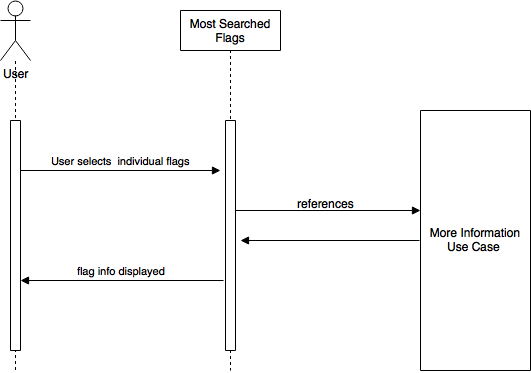 Most Searched
Flags
User
User selects  individual flags
references
More Information
Use Case
flag info displayed